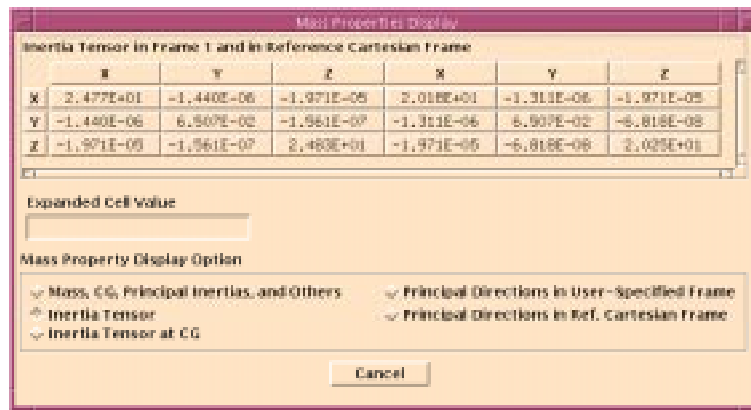 Mass Properties Display
Inertia Tensor in Frame 1 and in Reference Cartesian Frame
X Y Z X Y Z
X 2.477E+01 -1.440E-06 -1.971E-05 2.018E+01 -1.311E-06 -1.971E-05
Y -1.440E-06 6.507E-02 -1.561E-07 -1.311E-06 6.507E-02 -6.818E-08
Z -1.971E-05 -1.561E-07 2.483E+01 -1.971E-05 -6.818E-08 2.025E+01
Expanded Cell Value
Mass Property Display Option
Mass, CG, Principal Inertias, and Others
Principal Directions in User-Specified Frame
Inertia Tensor
Principal Directions in Ref. Cartesian Frame
Inertia Tensor at CG
Cancel